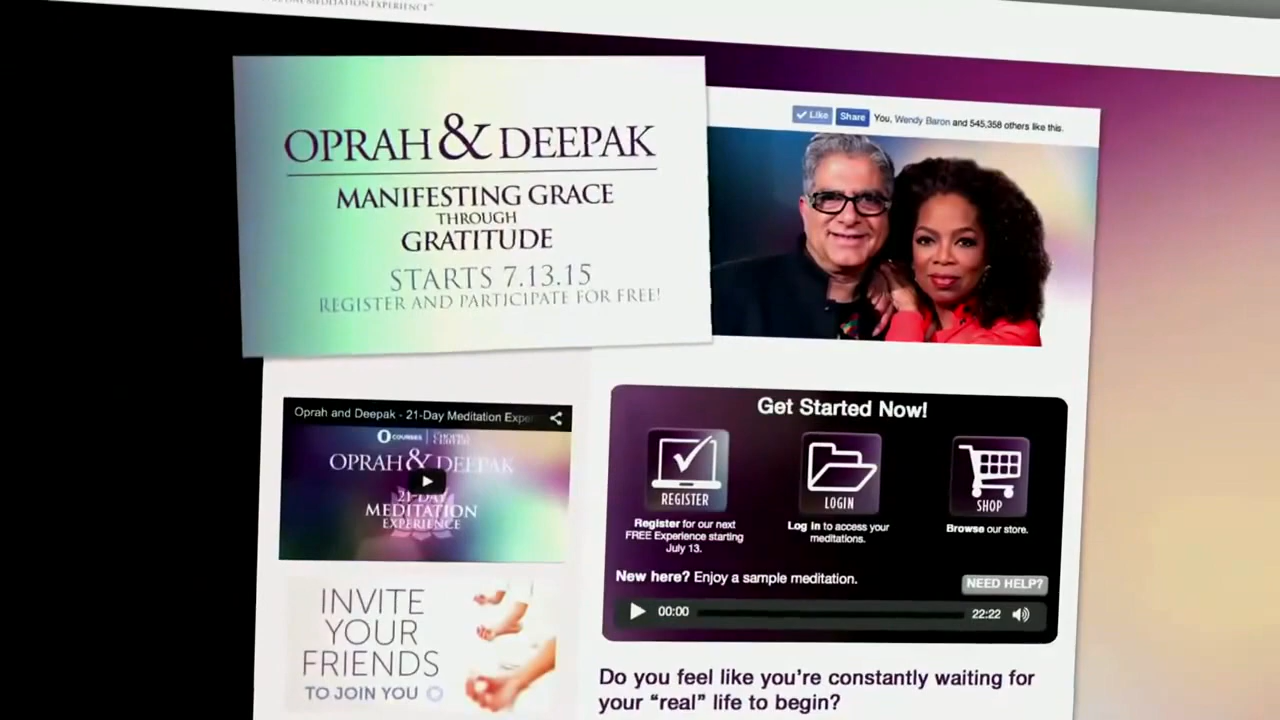 MEDITATION EXPERIENCE™
OPRAH & DEEPAK
MANIFESTING GRACE
THROUGH
GRATITUDE
STARTS 7.13.15
REGISTER AND PARTICIPATE FOR FREE!
Like Share You, Wendy Baron and 545,358 others like this.
Oprah and Deepak - 21-Day Meditation Expe
COURSES
OPRAH & DEEPAK
21-DAY
MEDITATION
EXPERIENCE
INVITE
YOUR
FRIENDS
TO JOIN YOU
Get Started Now!
REGISTER
Register for our next
FREE Experience starting
July 13.
LOGIN
Log in to access your
meditations.
SHOP
Browse our store.
New here? Enjoy a sample meditation.
NEED HELP?
00:00 22:22
Do you feel like you're constantly waiting for
your “real” life to begin?